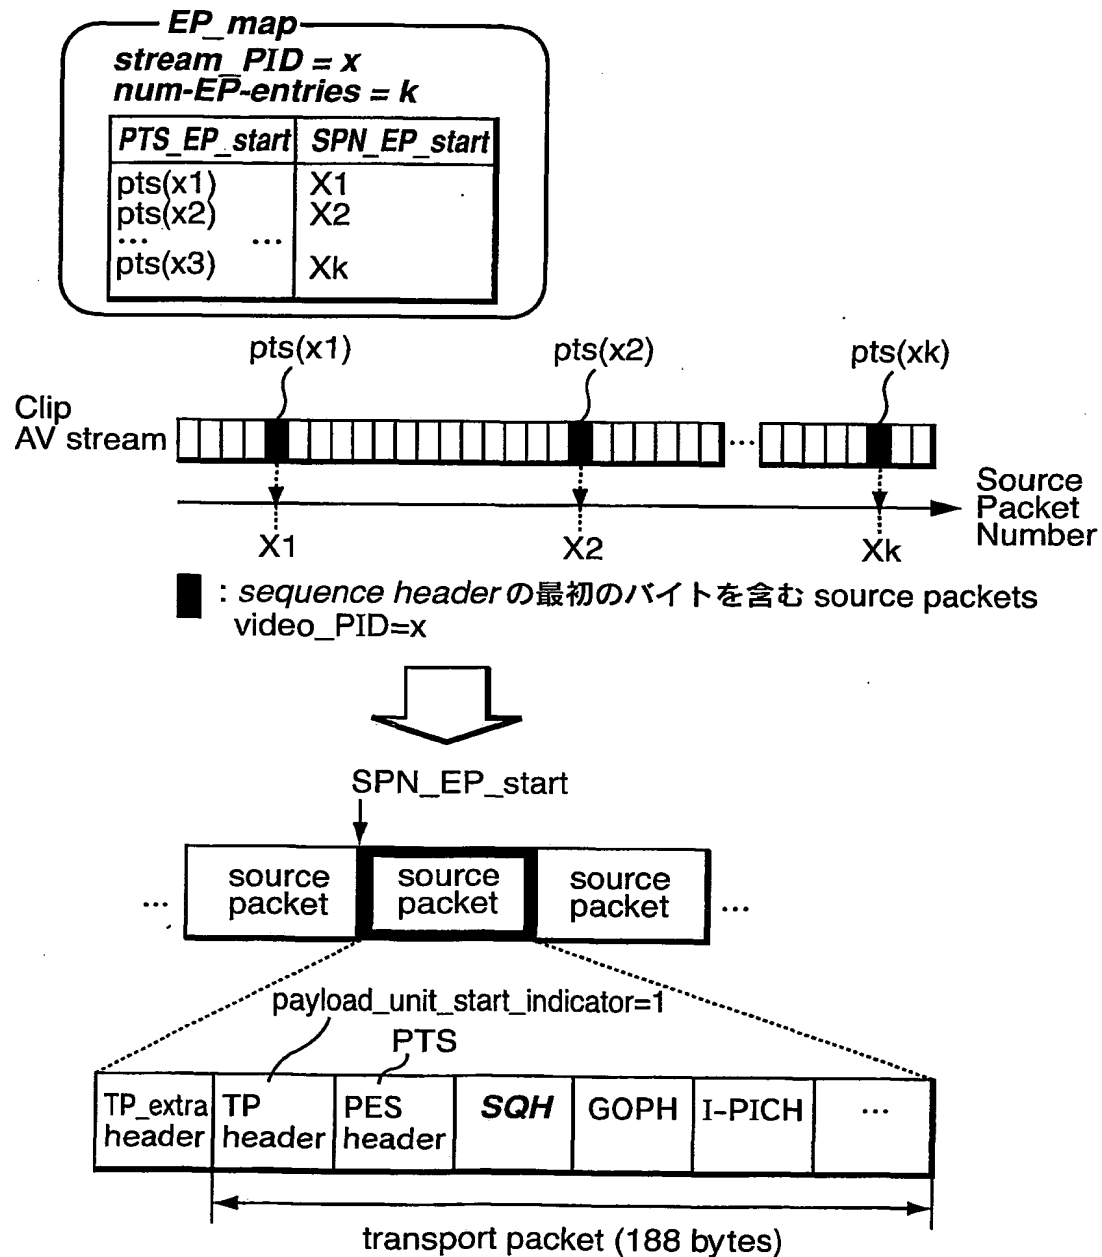 EP_map
stream_PID = x
num-EP-entries = k
PTS_EP_start SPN_EP_start
pts(x1) X1
pts(x2) X2
... ...
pts(x3) Xk
pts(x1) pts(x2) pts(xk)
Clip
AV stream
...
Source
Packet
Number
X1 X2 Xk
: sequence headerの最初のバイトを含む source packets
video_PID=x
SPN_EP_start
... source packet source packet source packet ...
payload_unit_start_indicator=1
PTS
TP_extra header TP header PES header SQH GOPH I-PICH ...
transport packet (188 bytes)